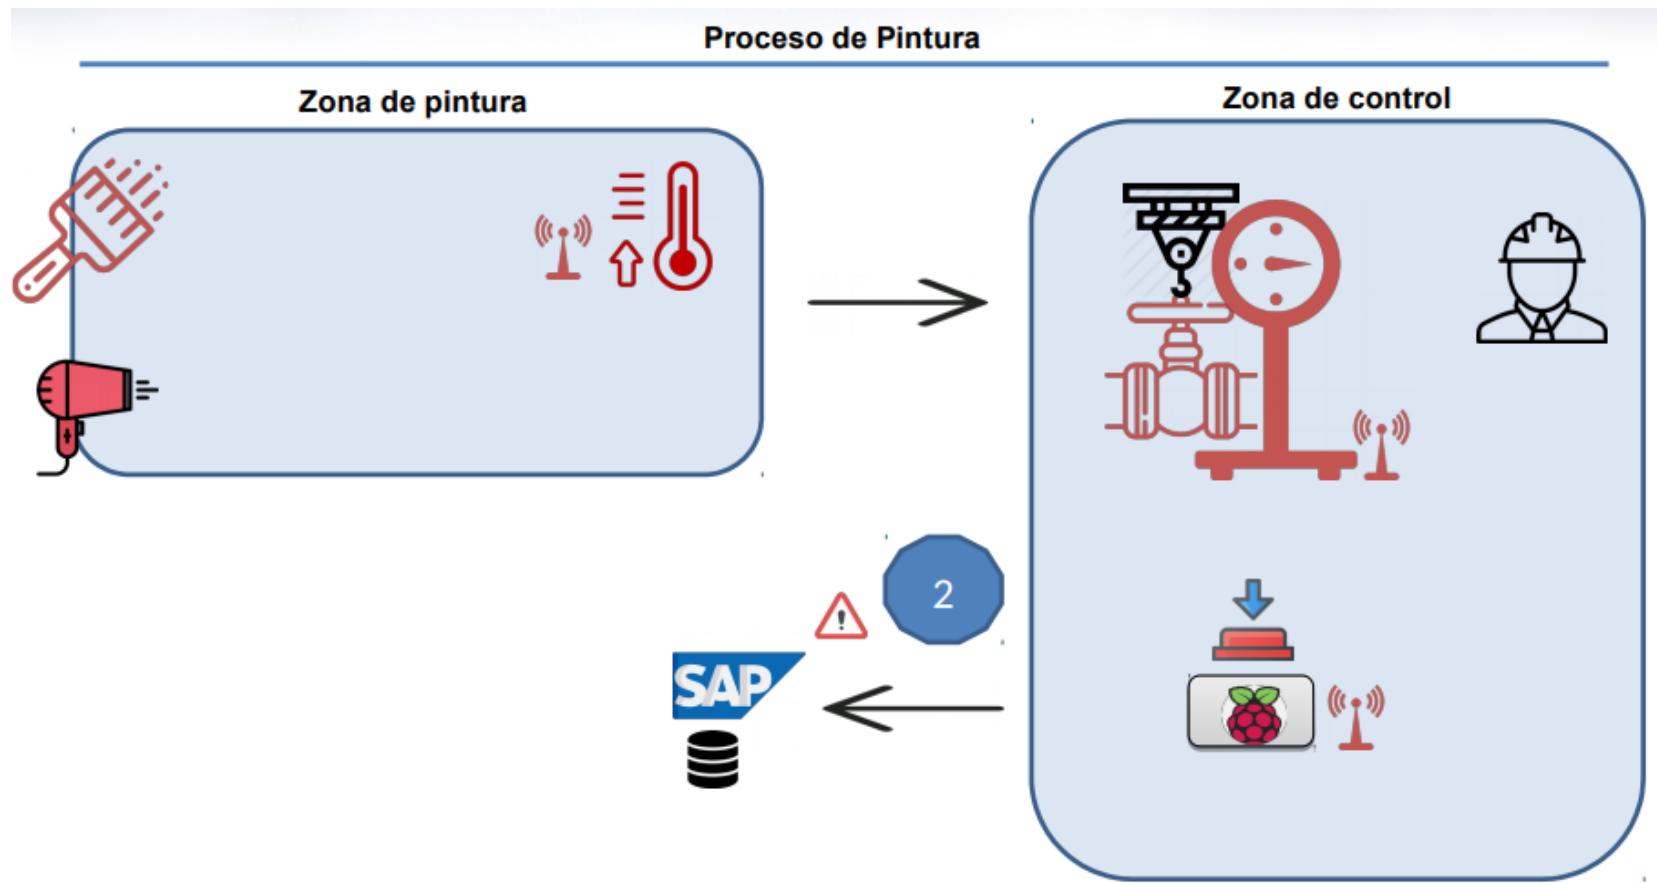 Proceso de Pintura
Zona de pintura
Zona de control
2
SAP